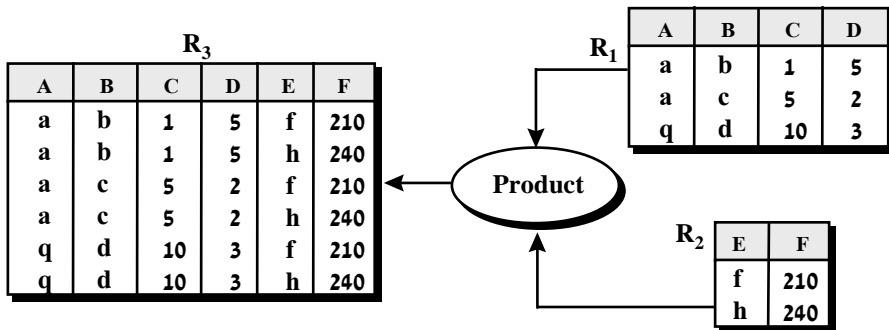 R3
A B C D E F
a b 1 5 f 210
a b 1 5 h 240
a c 5 2 f 210
a c 5 2 h 240
q d 10 3 f 210
q d 10 3 h 240
Product
R1
A B C D
a b 1 5
a c 5 2
q d 10 3
R2
E F
f 210
h 240